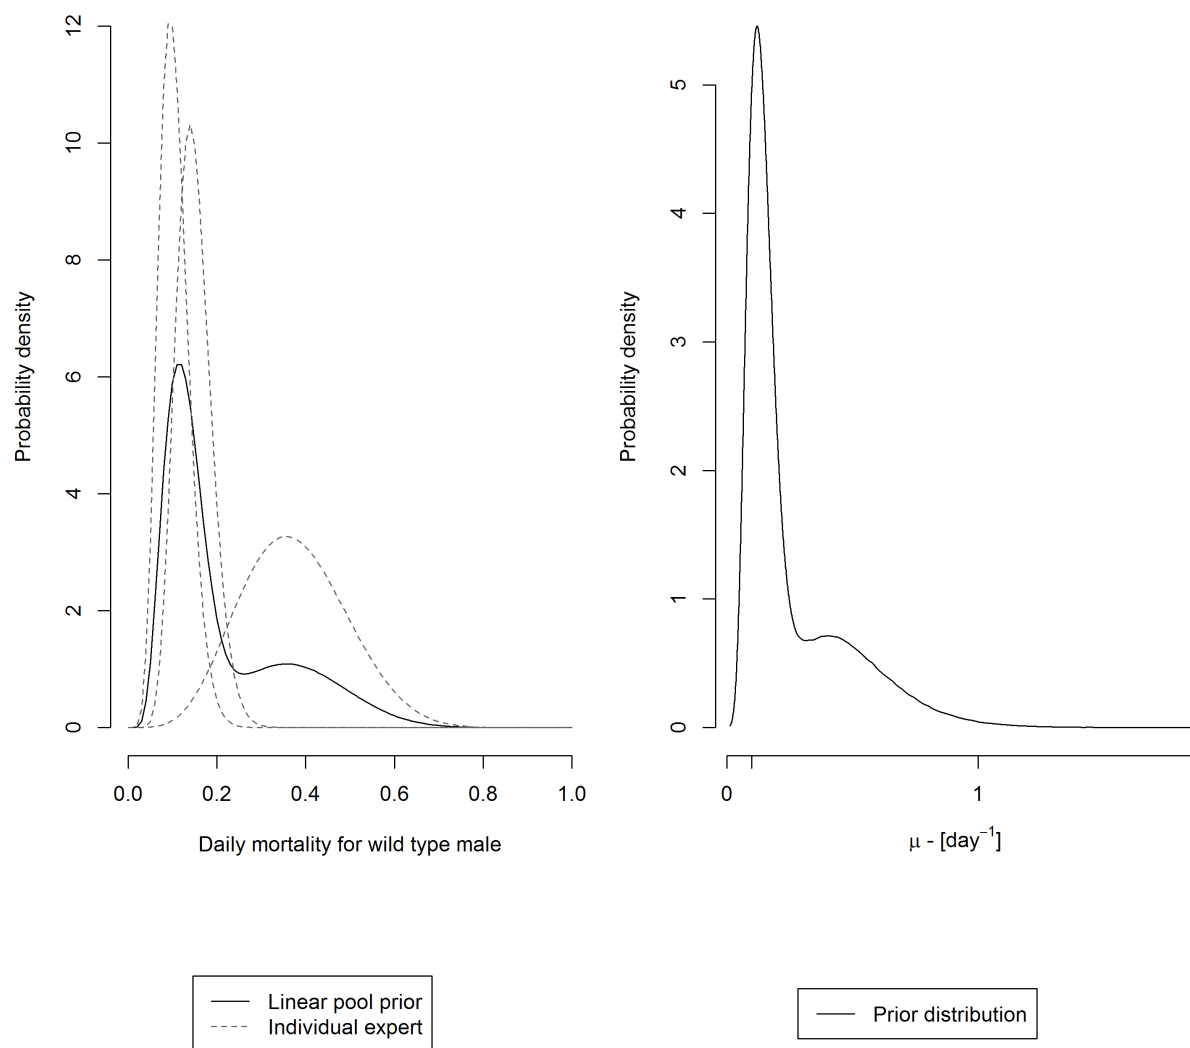 12
10
8
6
4
2
0
Probability density
0.0 0.2 0.4 0.6 0.8 1.0
Daily mortality for wild type male
Linear pool prior
Individual expert
5
4
3
2
1
0
Probability density
0 1
μ - [day⁻¹]
Prior distribution